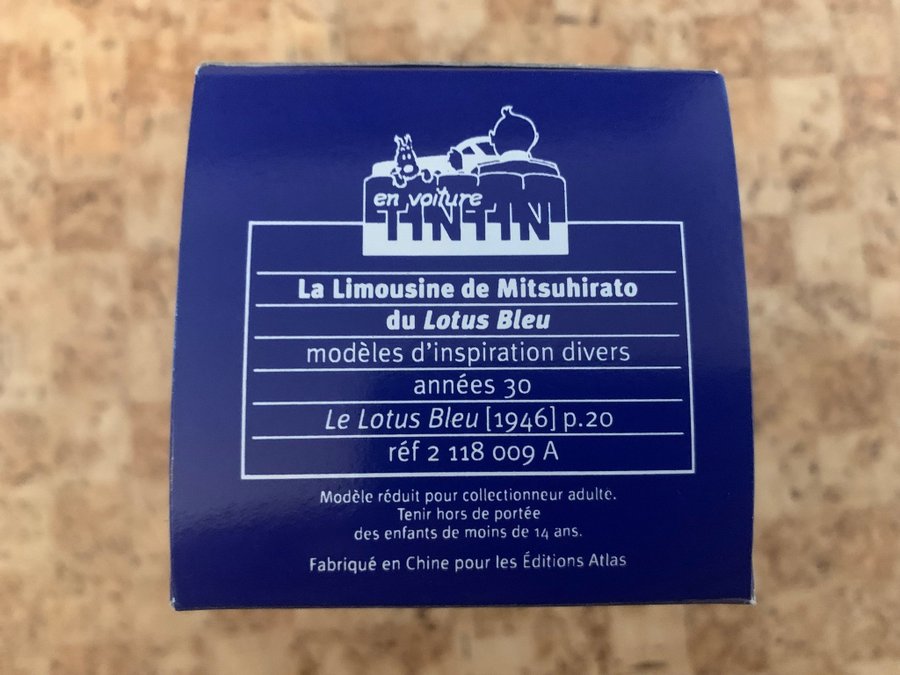 en voiture
TINTIN
La Limousine de Mitsuhirato
du Lotus Bleu
modèles d'inspiration divers
années 30
Le Lotus Bleu [1946] p.20
réf 2 118 009 A
Modèle réduit pour collectionneur adulte.
Tenir hors de portée
des enfants de moins de 14 ans.
Fabriqué en Chine pour les Éditions Atlas